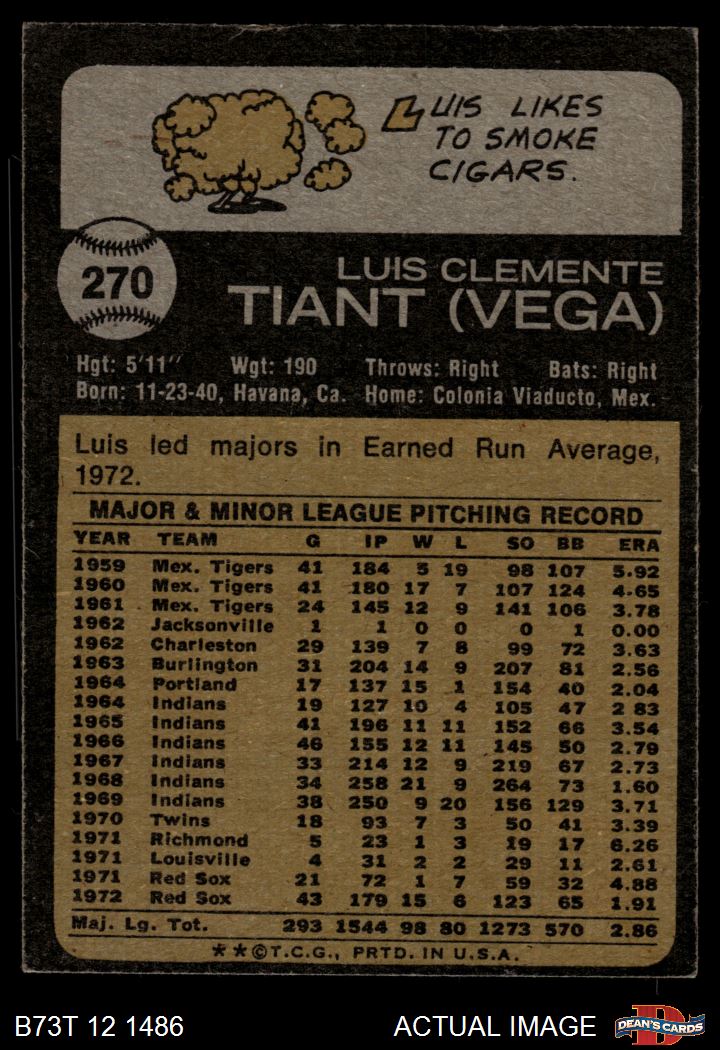 LUIS LIKES
TO SMOKE
CIGARS.
270
LUIS CLEMENTE
TIANT (VEGA)
Hgt: 5'11" Wgt: 190 Throws: Right Bats: Right
Born: 11-23-40, Havana, Ca. Home: Colonia Viaducto, Mex.
Luis led majors in Earned Run Average,
1972.
MAJOR & MINOR LEAGUE PITCHING RECORD
YEAR TEAM G IP W L SO BB ERA
1959 Mex. Tigers 41 184 5 19 98 107 5.92
1960 Mex. Tigers 41 180 17 7 107 124 4.65
1961 Mex. Tigers 24 145 12 9 141 106 3.78
1962 Jacksonville 1 1 0 0 0 1 0.00
1962 Charleston 29 139 7 8 99 72 3.63
1963 Burlington 31 204 14 9 207 81 2.56
1964 Portland 17 137 15 1 154 40 2.04
1964 Indians 19 127 10 4 105 47 2 83
1965 Indians 41 196 11 11 152 66 3.54
1966 Indians 46 155 12 11 145 50 2.79
1967 Indians 33 214 12 9 219 67 2.73
1968 Indians 34 258 21 9 264 73 1.60
1969 Indians 38 250 9 20 156 129 3.71
1970 Twins 18 93 7 3 50 41 3.39
1971 Richmond 5 23 1 3 19 17 6.26
1971 Louisville 4 31 2 2 29 11 2.61
1971 Red Sox 21 72 1 7 59 32 4.88
1972 Red Sox 43 179 15 6 123 65 1.91
Maj. Lg. Tot. 293 1544 98 80 1273 570 2.86
**©T.C.G., PRTD. IN U.S.A.
B73T 12 1486 ACTUAL IMAGE DEAN'S CARDS